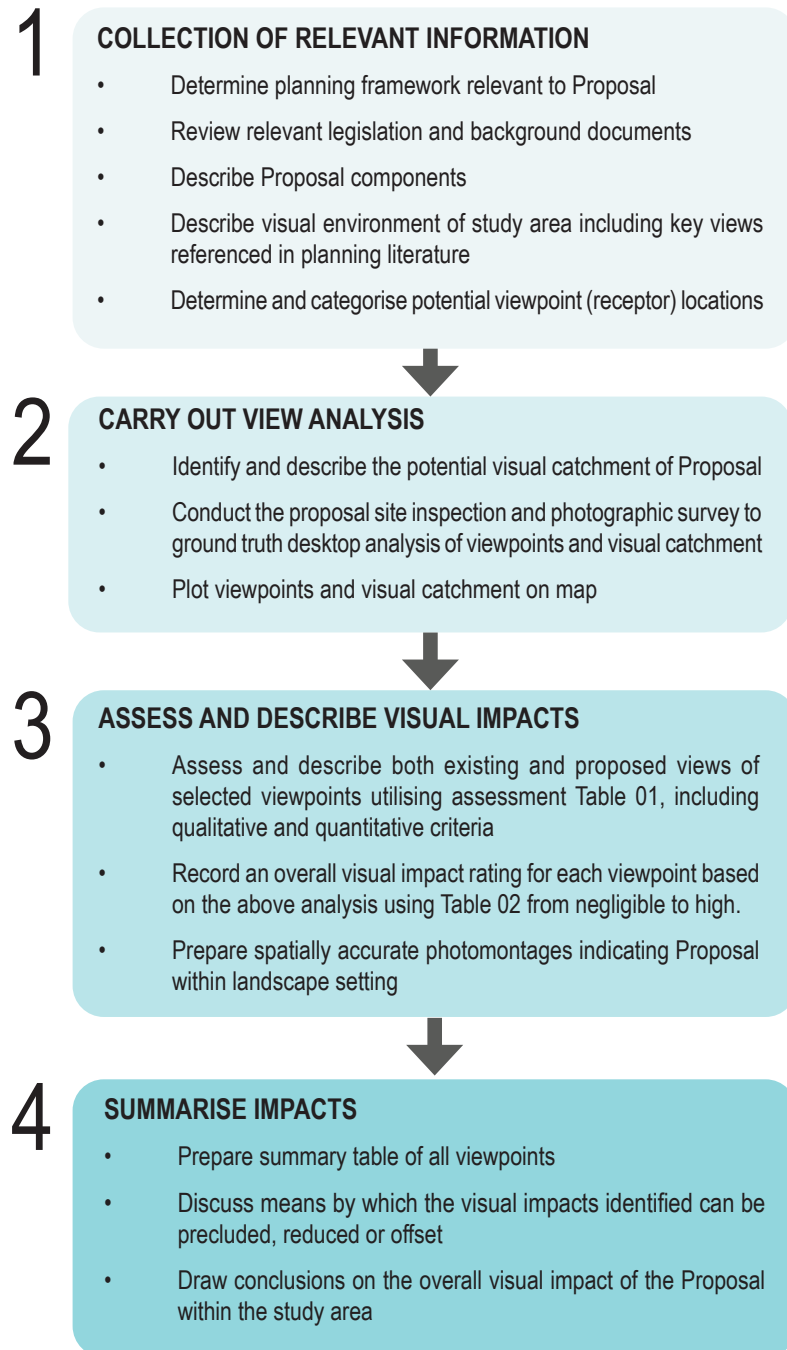 1
COLLECTION OF RELEVANT INFORMATION
• Determine planning framework relevant to Proposal
• Review relevant legislation and background documents
• Describe Proposal components
• Describe visual environment of study area including key views
referenced in planning literature
• Determine and categorise potential viewpoint (receptor) locations
2
CARRY OUT VIEW ANALYSIS
• Identify and describe the potential visual catchment of Proposal
• Conduct the proposal site inspection and photographic survey to
ground truth desktop analysis of viewpoints and visual catchment
• Plot viewpoints and visual catchment on map
3
ASSESS AND DESCRIBE VISUAL IMPACTS
• Assess and describe both existing and proposed views of
selected viewpoints utilising assessment Table 01, including
qualitative and quantitative criteria
• Record an overall visual impact rating for each viewpoint based
on the above analysis using Table 02 from negligible to high.
• Prepare spatially accurate photomontages indicating Proposal
within landscape setting
4
SUMMARISE IMPACTS
• Prepare summary table of all viewpoints
• Discuss means by which the visual impacts identified can be
precluded, reduced or offset
• Draw conclusions on the overall visual impact of the Proposal
within the study area